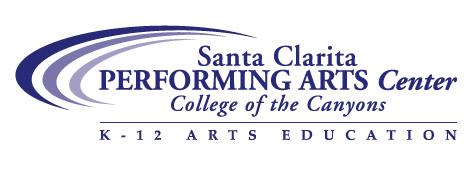 Santa Clarita
PERFORMING ARTS Center
College of the Canyons
K-12 ARTS EDUCATION